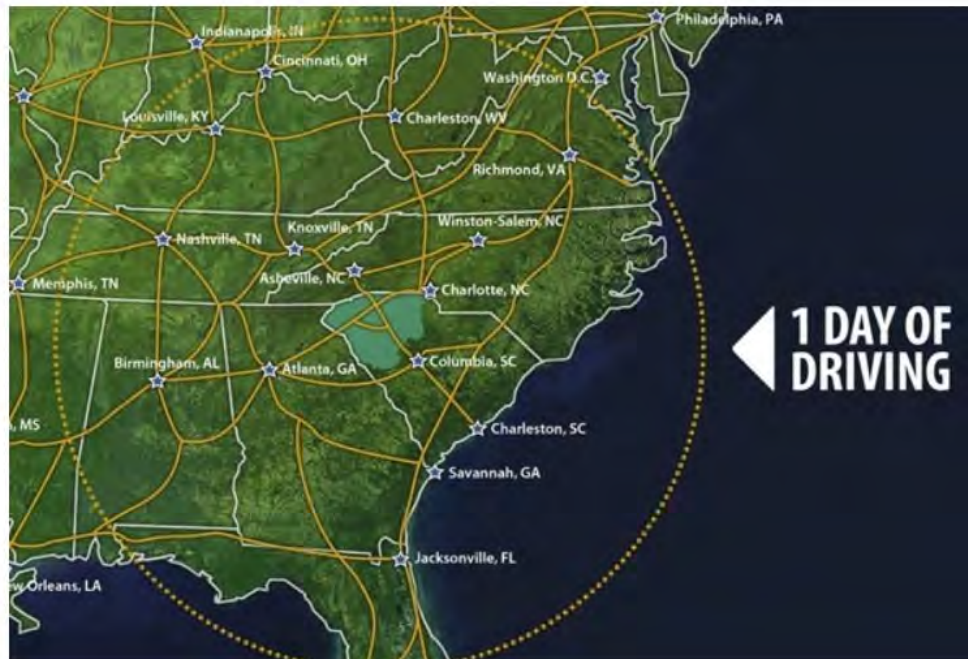 Philadelphia, PA
Indianapolis, IN
Cincinnati, OH
Washington D.C.
Louisville, KY
Charleston, WV
Richmond, VA
Winston-Salem, NC
Knoxville, TN
Nashville, TN
Asheville, NC
Memphis, TN
Charlotte, NC
1 DAY OF
DRIVING
Birmingham, AL
Atlanta, GA
Columbia, SC
, MS
Charleston, SC
Savannah, GA
Jacksonville, FL
ew Orleans, LA